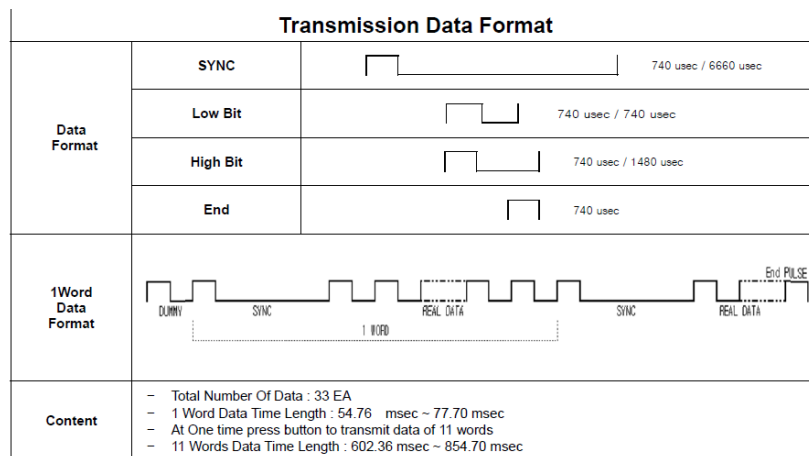 Transmission Data Format
Data
Format
SYNC
740 usec / 6660 usec
Low Bit
740 usec / 740 usec
High Bit
740 usec / 1480 usec
End
740 usec
1Word
Data
Format
End PULSE
DUMMY
SYNC
REAL DATA
SYNC
REAL DATA
1 WORD
Content
- Total Number Of Data : 33 EA
- 1 Word Data Time Length : 54.76 msec ~ 77.70 msec
- At One time press button to transmit data of 11 words
- 11 Words Data Time Length : 602.36 msec ~ 854.70 msec